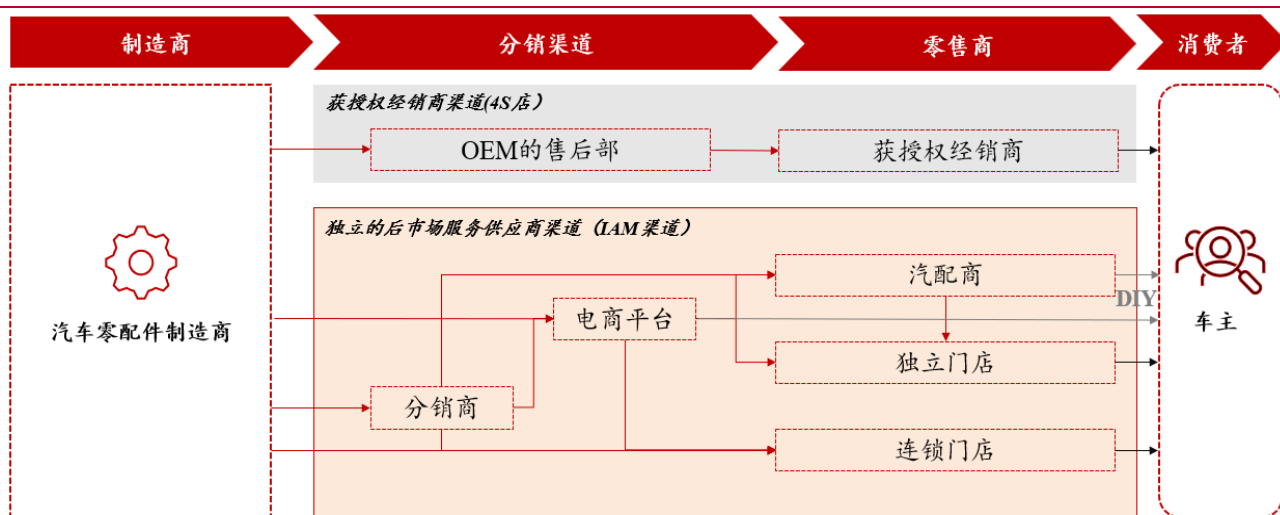 制造商
分销渠道
零售商
消费者
获授权经销商渠道(4S店）
OEM的售后部
获授权经销商
独立的后市场服务供应商渠道（IAM渠道）
汽配商
DIY
电商平台
汽车零配件制造商
车主
独立门店
分销商
连锁门店